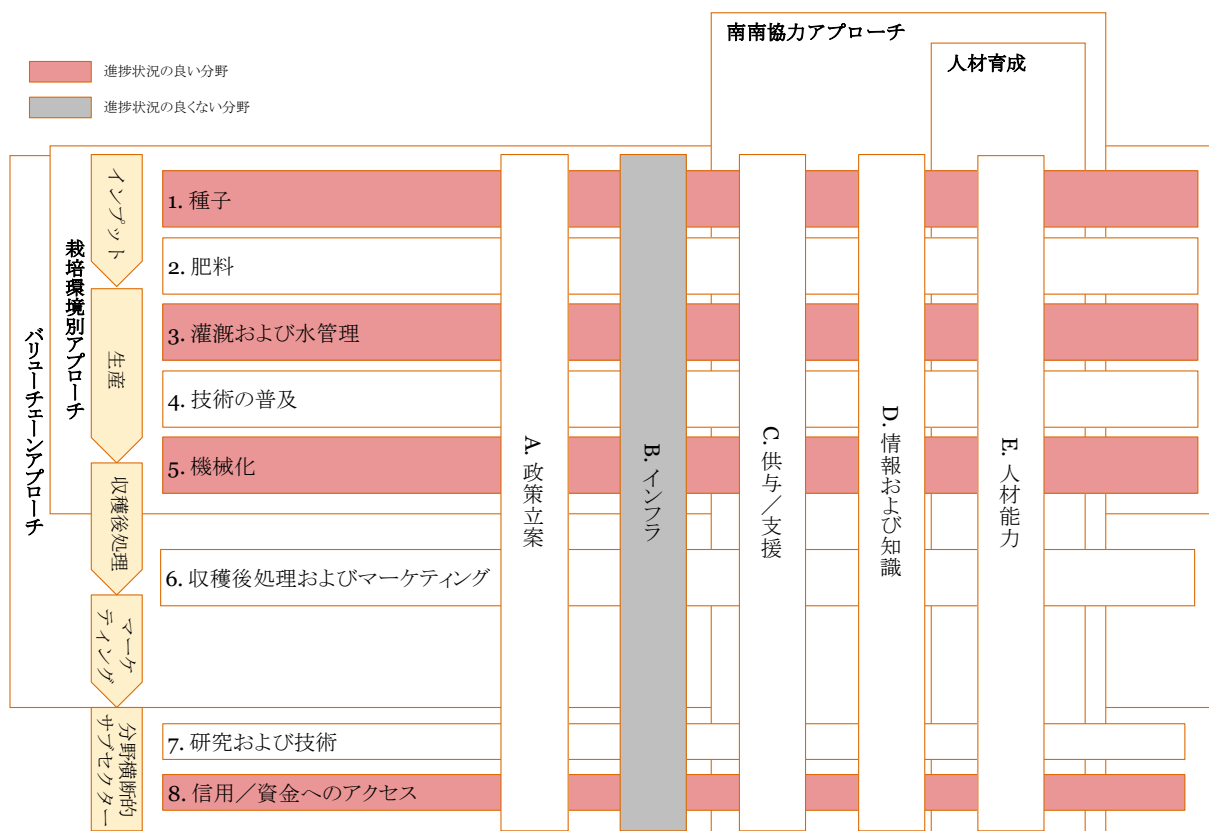 南南協力アプローチ
人材育成
進捗状況の良い分野
進捗状況の良くない分野
バリューチェーンアプローチ
栽培環境別アプローチ
インプット
生産
収穫後処理
マーケ
ティング
分野横断的
サブセクター
1. 種子
2. 肥料
3. 灌漑および水管理
4. 技術の普及
5. 機械化
6. 収穫後処理およびマーケティング
7. 研究および技術
8. 信用／資金へのアクセス
A. 政策立案
B. インフラ
C. 供与／支援
D. 情報および知識
E. 人材能力